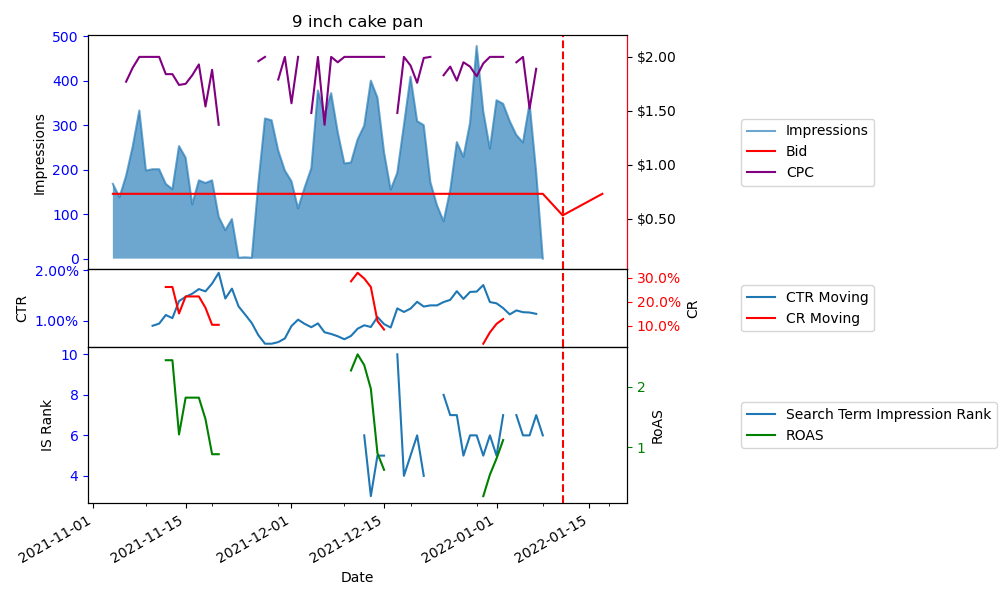 9 inch cake pan
500
400
300
200
100
0
Impressions
$2.00
$1.50
$1.00
$0.50
Impressions
Bid
CPC
2.00%
1.00%
CTR
30.0%
20.0%
10.0%
CR
CTR Moving
CR Moving
10
8
6
4
IS Rank
2
1
RoAS
Search Term Impression Rank
ROAS
2021-11-01
2021-11-15
2021-12-01
2021-12-15
2022-01-01
2022-01-15
Date